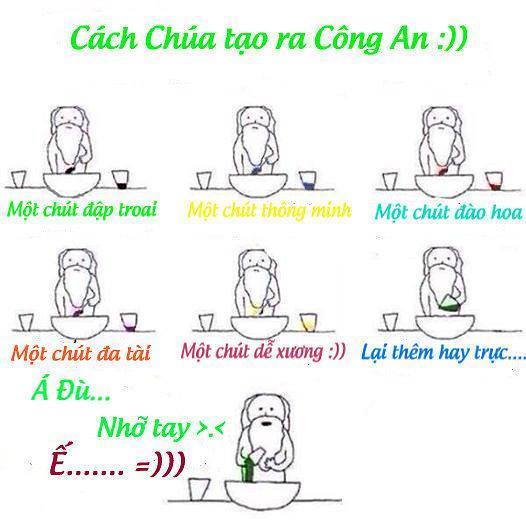 Cách Chúa tạo ra Công An :))
Một chút đập troai
Một chút thông minh
Một chút đào hoa
Một chút đa tài
Một chút dễ xương :))
Lại thêm hay trực....
Á Đù...
Nhỡ tay >.<
Ế....... =)))